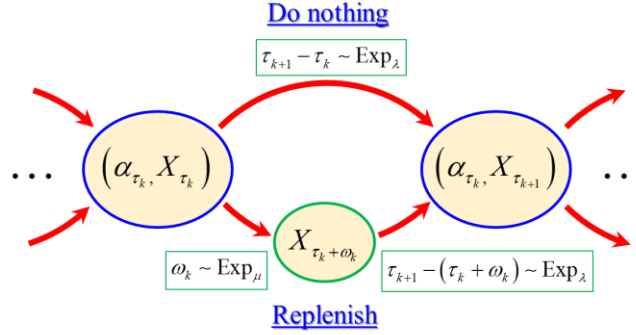 Do nothing
τ_{k+1} − τ_k ~ Exp_λ
… (α_{τ_k}, X_{τ_k}) (α_{τ_k}, X_{τ_{k+1}}) ..
X_{τ_k+ω_k}
ω_k ~ Exp_μ τ_{k+1} − (τ_k + ω_k) ~ Exp_λ
Replenish